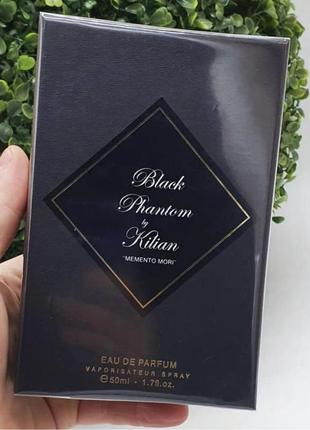 Black
Phantom
by
Kilian
"MEMENTO MORI"
EAU DE PARFUM
VAPORISATEUR SPRAY
℮50ml - 1.7fl.oz.